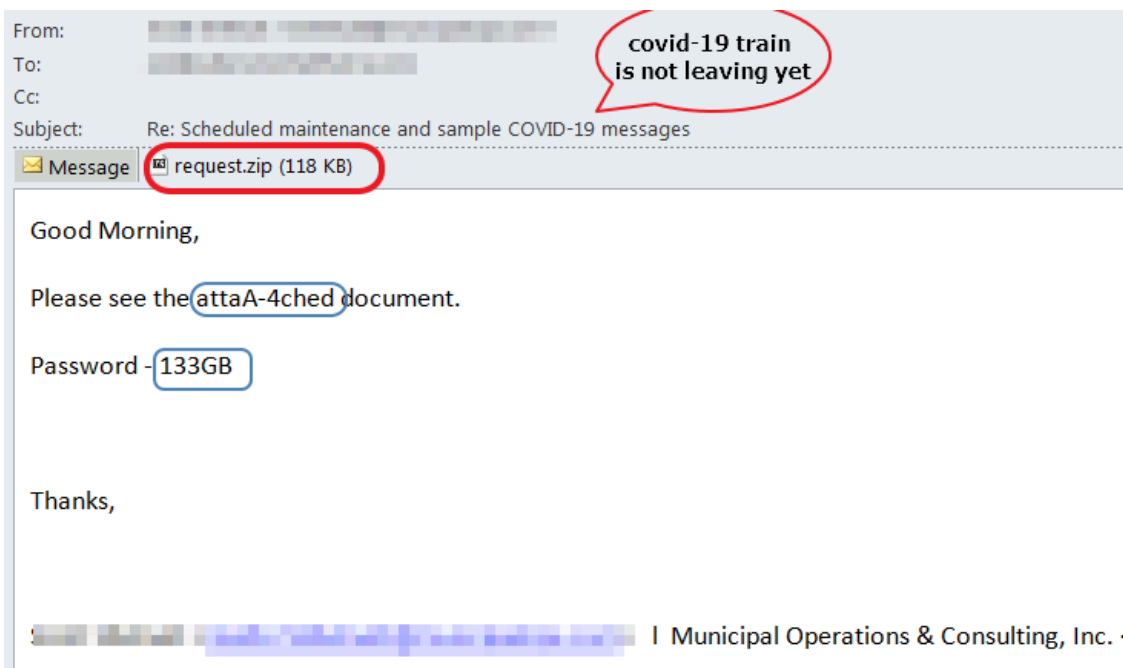 From:
covid-19 train
is not leaving yet
To:
Cc:
Subject: Re: Scheduled maintenance and sample COVID-19 messages
Message request.zip (118 KB)
Good Morning,
Please see the attaA-4ched document.
Password - 133GB
Thanks,
l Municipal Operations & Consulting, Inc.